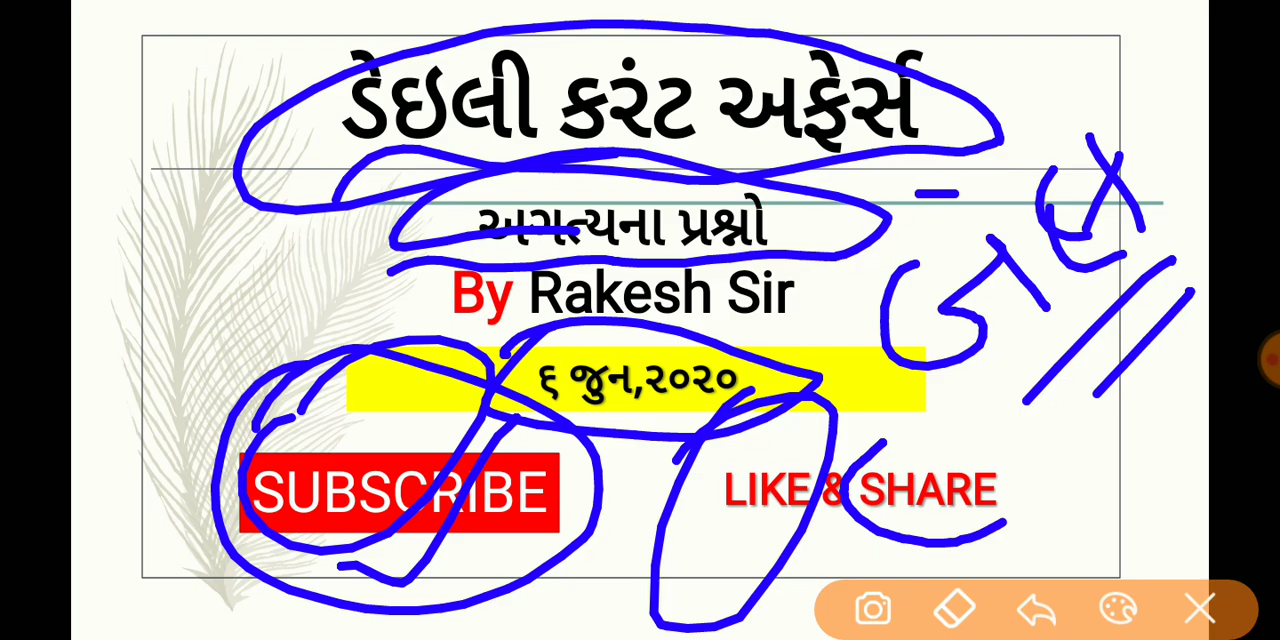 ડેઇલી કરંટ અફેર્સ
અગત્યના પ્રશ્નો
By Rakesh Sir
૬ જુન,૨૦૨૦
SUBSCRIBE
LIKE & SHARE